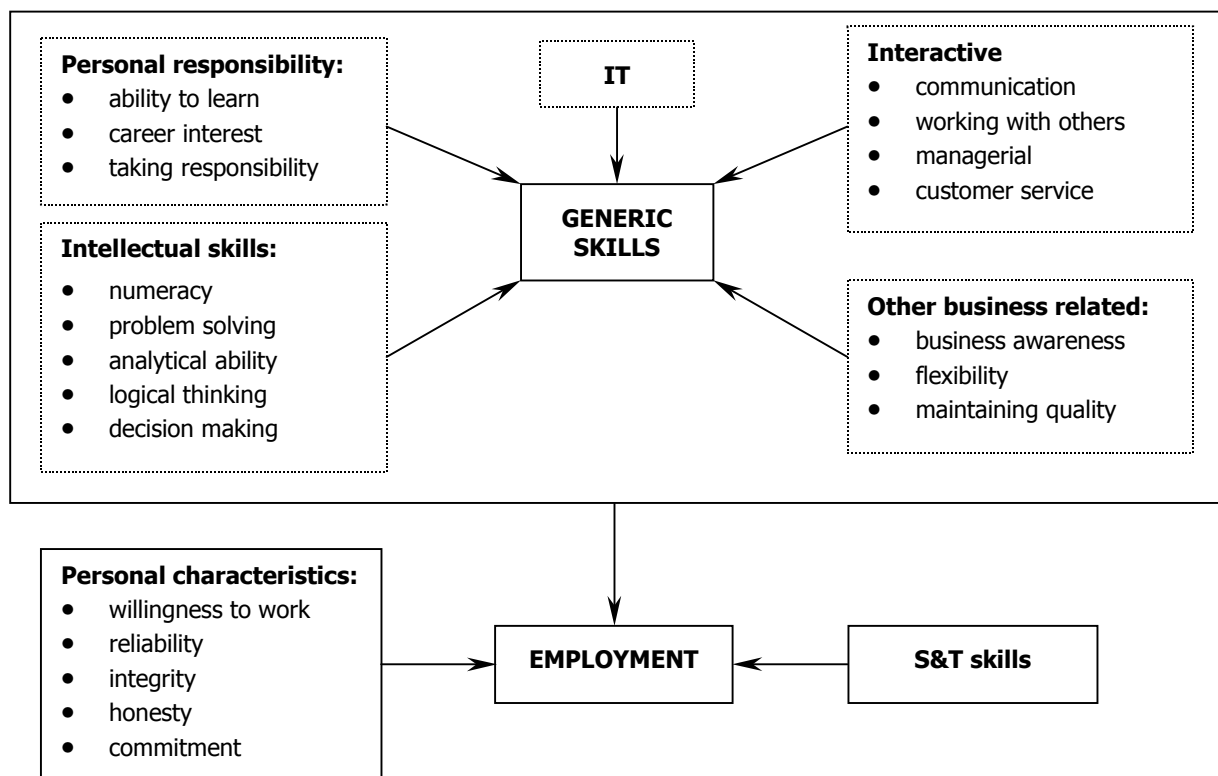 Personal responsibility:
• ability to learn
• career interest
• taking responsibility
IT
Interactive
• communication
• working with others
• managerial
• customer service
GENERIC
SKILLS
Intellectual skills:
• numeracy
• problem solving
• analytical ability
• logical thinking
• decision making
Other business related:
• business awareness
• flexibility
• maintaining quality
Personal characteristics:
• willingness to work
• reliability
• integrity
• honesty
• commitment
EMPLOYMENT
S&T skills